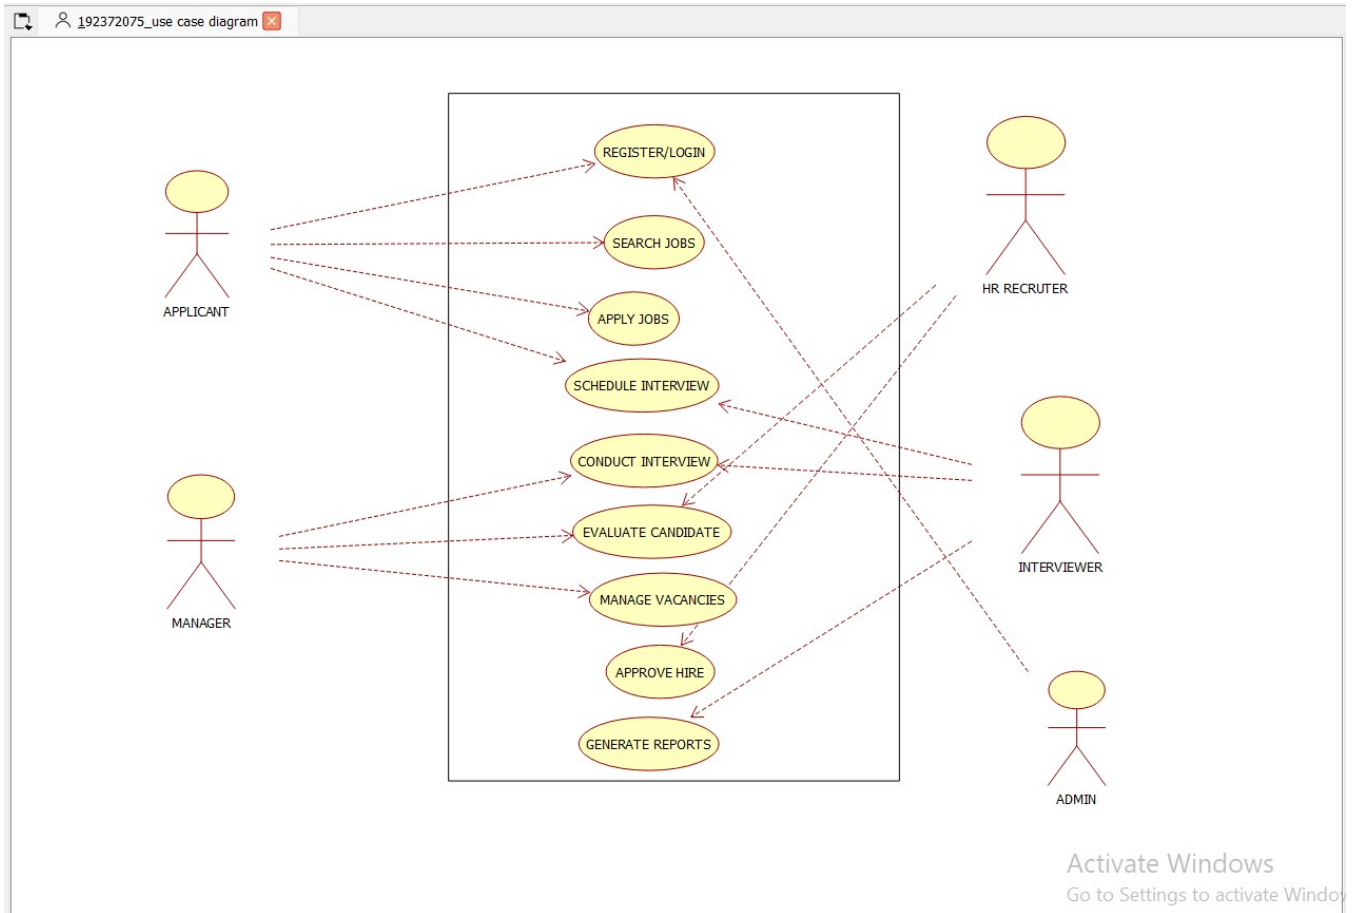 192372075_use case diagram
REGISTER/LOGIN
SEARCH JOBS
APPLY JOBS
SCHEDULE INTERVIEW
CONDUCT INTERVIEW
EVALUATE CANDIDATE
MANAGE VACANCIES
APPROVE HIRE
GENERATE REPORTS
APPLICANT
MANAGER
HR RECRUTER
INTERVIEWER
ADMIN
Activate Windows
Go to Settings to activate Window